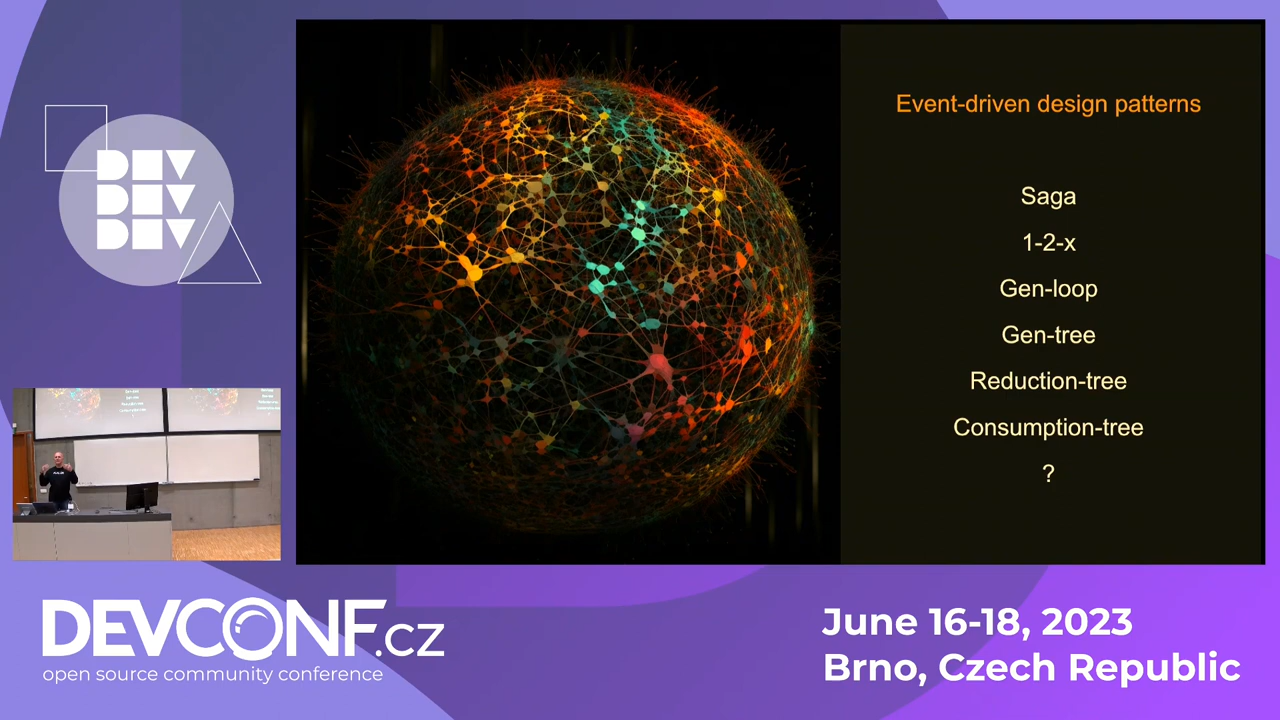 DEV
DEV
DEV
Event-driven design patterns
Saga
1-2-x
Gen-loop
Gen-tree
Reduction-tree
Consumption-tree
?
DEVCONF.cz
open source community conference
June 16-18, 2023
Brno, Czech Republic